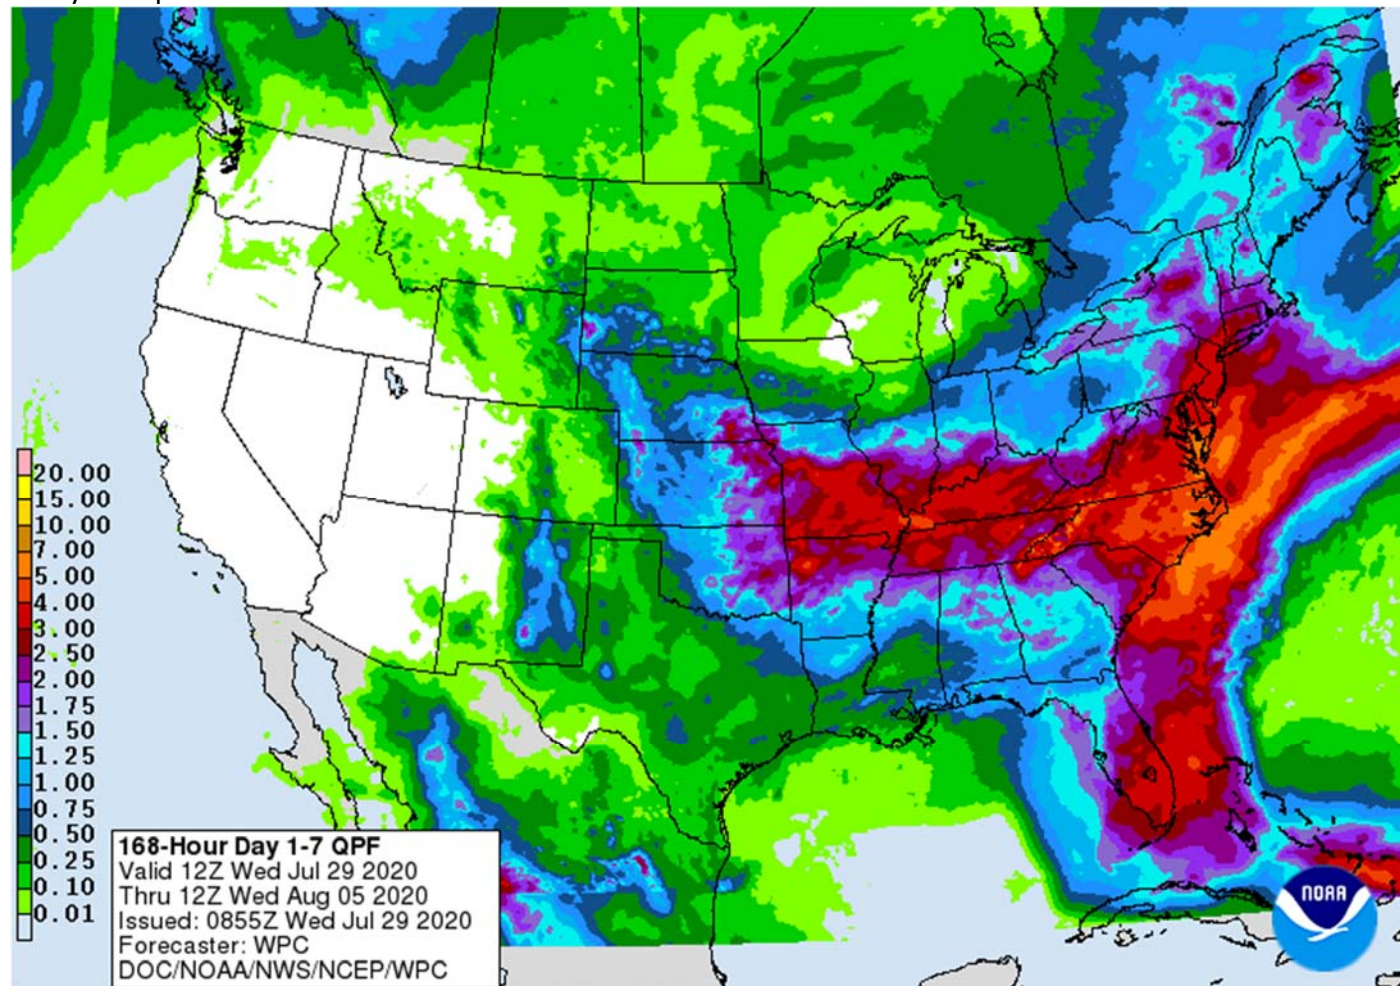 20.00
15.00
10.00
7.00
5.00
4.00
3.00
2.50
2.00
1.75
1.50
1.25
1.00
0.75
0.50
0.25
0.10
0.01
168-Hour Day 1-7 QPF
Valid 12Z Wed Jul 29 2020
Thru 12Z Wed Aug 05 2020
Issued: 0855Z Wed Jul 29 2020
Forecaster: WPC
DOC/NOAA/NWS/NCEP/WPC
NOAA